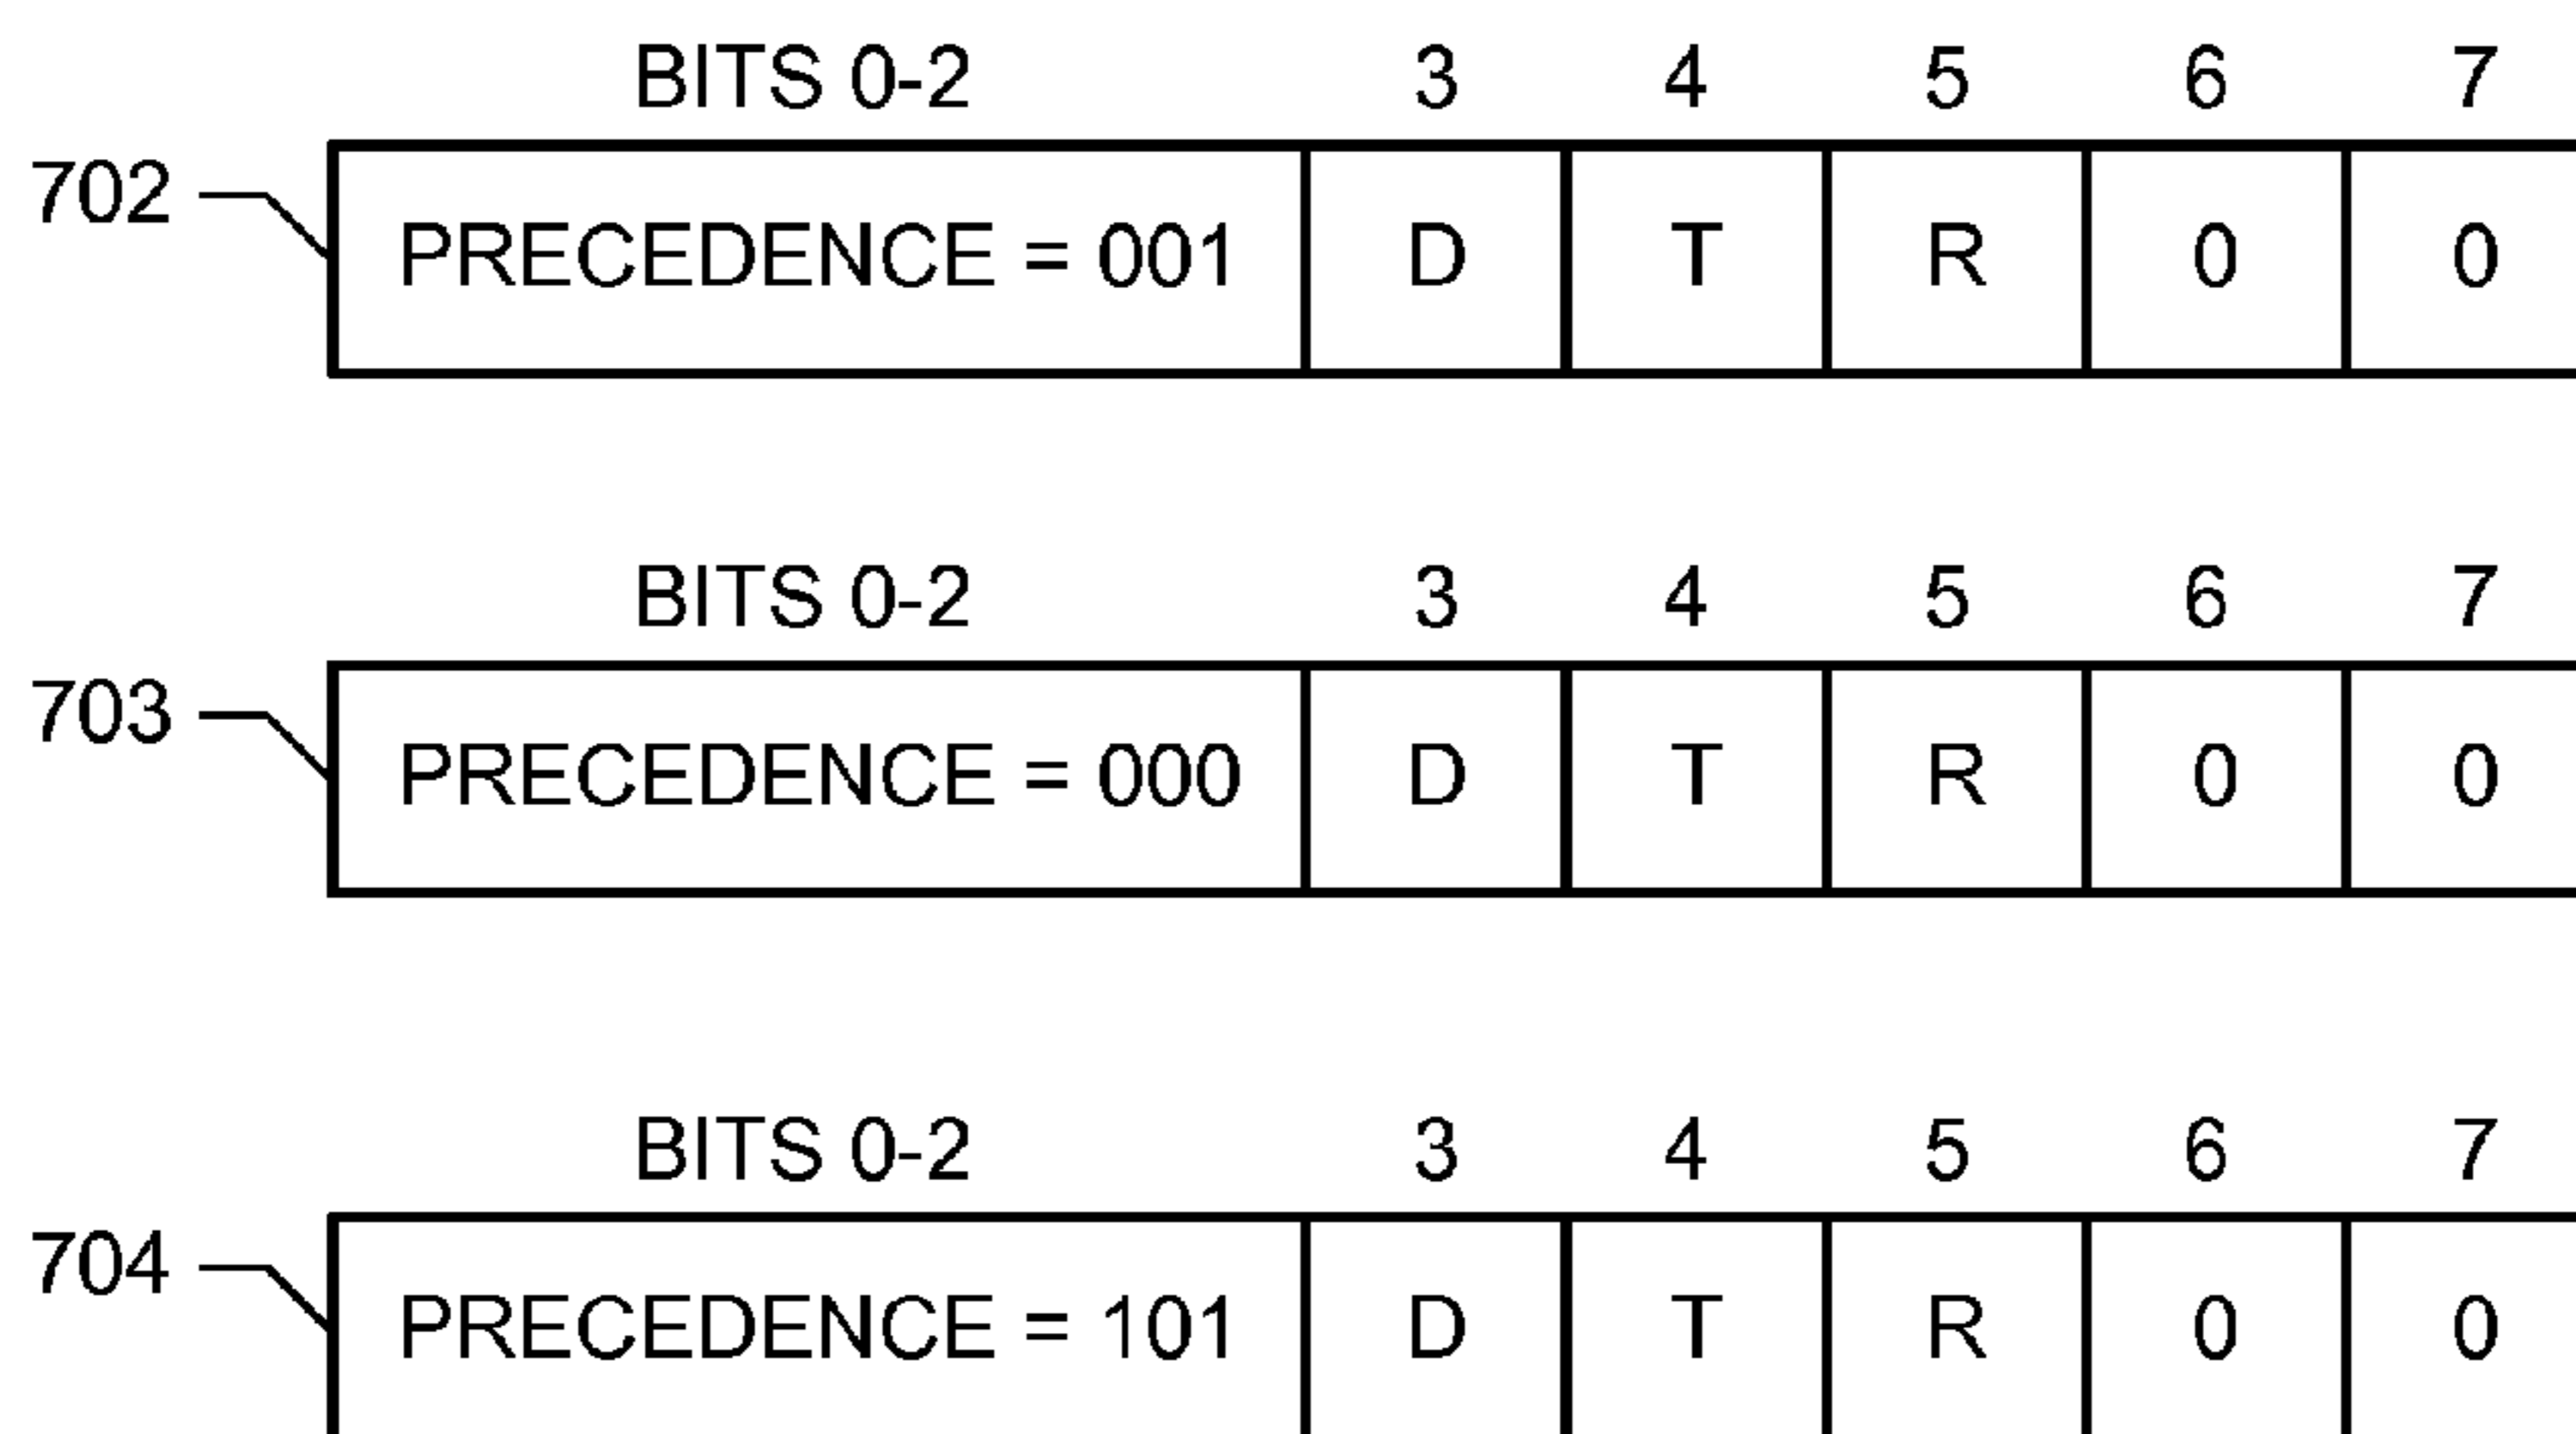 BITS 0-2 3 4 5 6 7
702
PRECEDENCE = 001 D T R 0 0
BITS 0-2 3 4 5 6 7
703
PRECEDENCE = 000 D T R 0 0
BITS 0-2 3 4 5 6 7
704
PRECEDENCE = 101 D T R 0 0